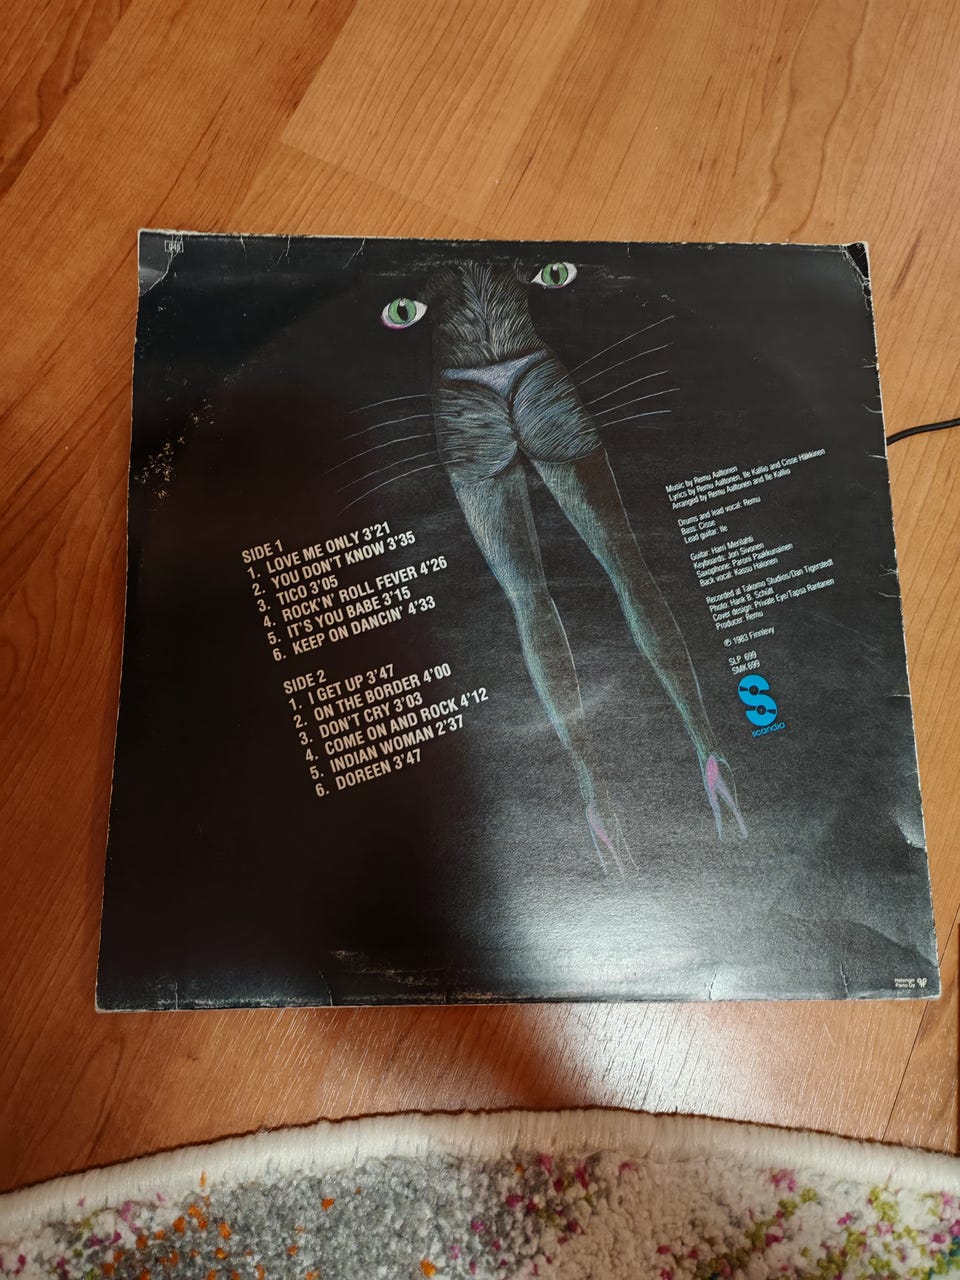 045
SIDE 1
1. LOVE ME ONLY 3'21
2. YOU DON'T KNOW 3'35
3. TICO 3'05
4. ROCK'N' ROLL FEVER 4'26
5. IT'S YOU BABE 3'15
6. KEEP ON DANCIN' 4'33
SIDE 2
1. I GET UP 3'47
2. ON THE BORDER 4'00
3. DON'T CRY 3'03
4. COME ON AND ROCK 4'12
5. INDIAN WOMAN 2'37
6. DOREEN 3'47
Music by Remu Aaltonen
Lyrics by Remu Aaltonen, Ile Kallio and Cisse Häkkinen
Arranged by Remu Aaltonen and Ile Kallio
Drums and lead vocal: Remu
Bass: Cisse
Lead guitar: Ile
Guitar: Harri Merilahti
Keyboards: Jori Sivonen
Saxophone: Paroni Paakkunainen
Back vocal: Kassu Halonen
Recorded at Takomo Studios/Dan Tigerstedt
Photo: Hank B. Schütt
Cover design: Private Eye/Tapsa Rantanen
Producer: Remu
℗ 1983 Finnlevy
SLP 699
SMK 699
scandia
Helsingin
Paino Oy